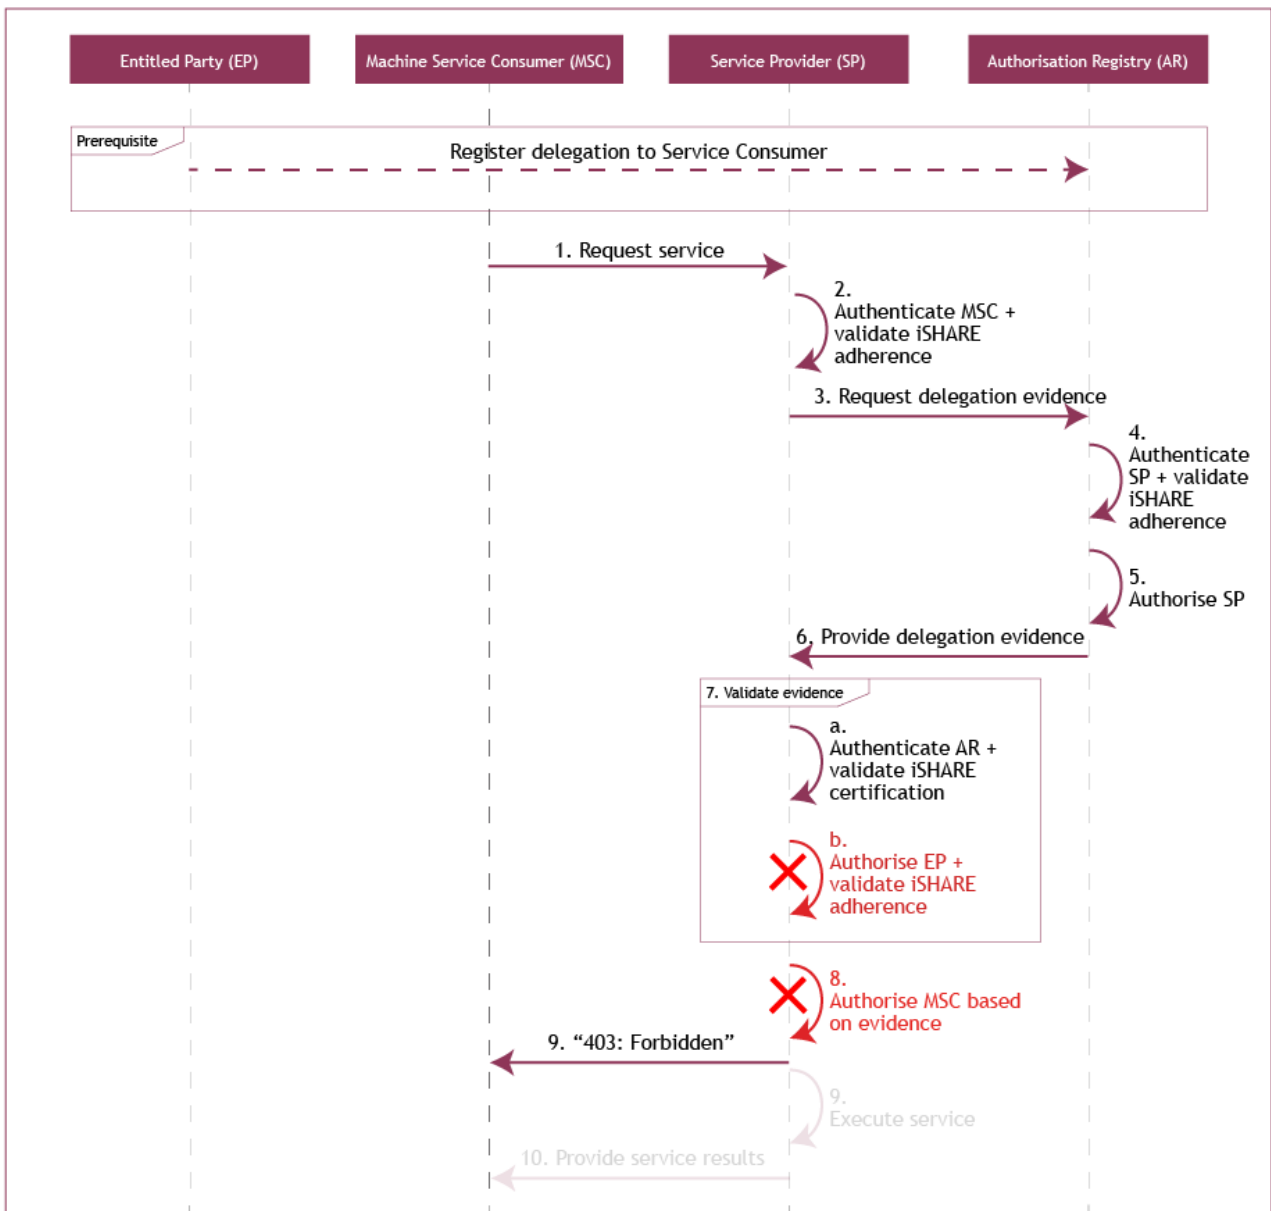 Entitled Party (EP)
Machine Service Consumer (MSC)
Service Provider (SP)
Authorisation Registry (AR)
Prerequisite
Register delegation to Service Consumer
1. Request service
2.
Authenticate MSC +
validate iSHARE
adherence
3. Request delegation evidence
4.
Authenticate
SP + validate
iSHARE
adherence
5.
Authorise SP
6. Provide delegation evidence
7. Validate evidence
a.
Authenticate AR +
validate iSHARE
certification
b.
Authorise EP +
validate iSHARE
adherence
8.
Authorise MSC based
on evidence
9. “403: Forbidden”
9.
Execute service
10. Provide service results